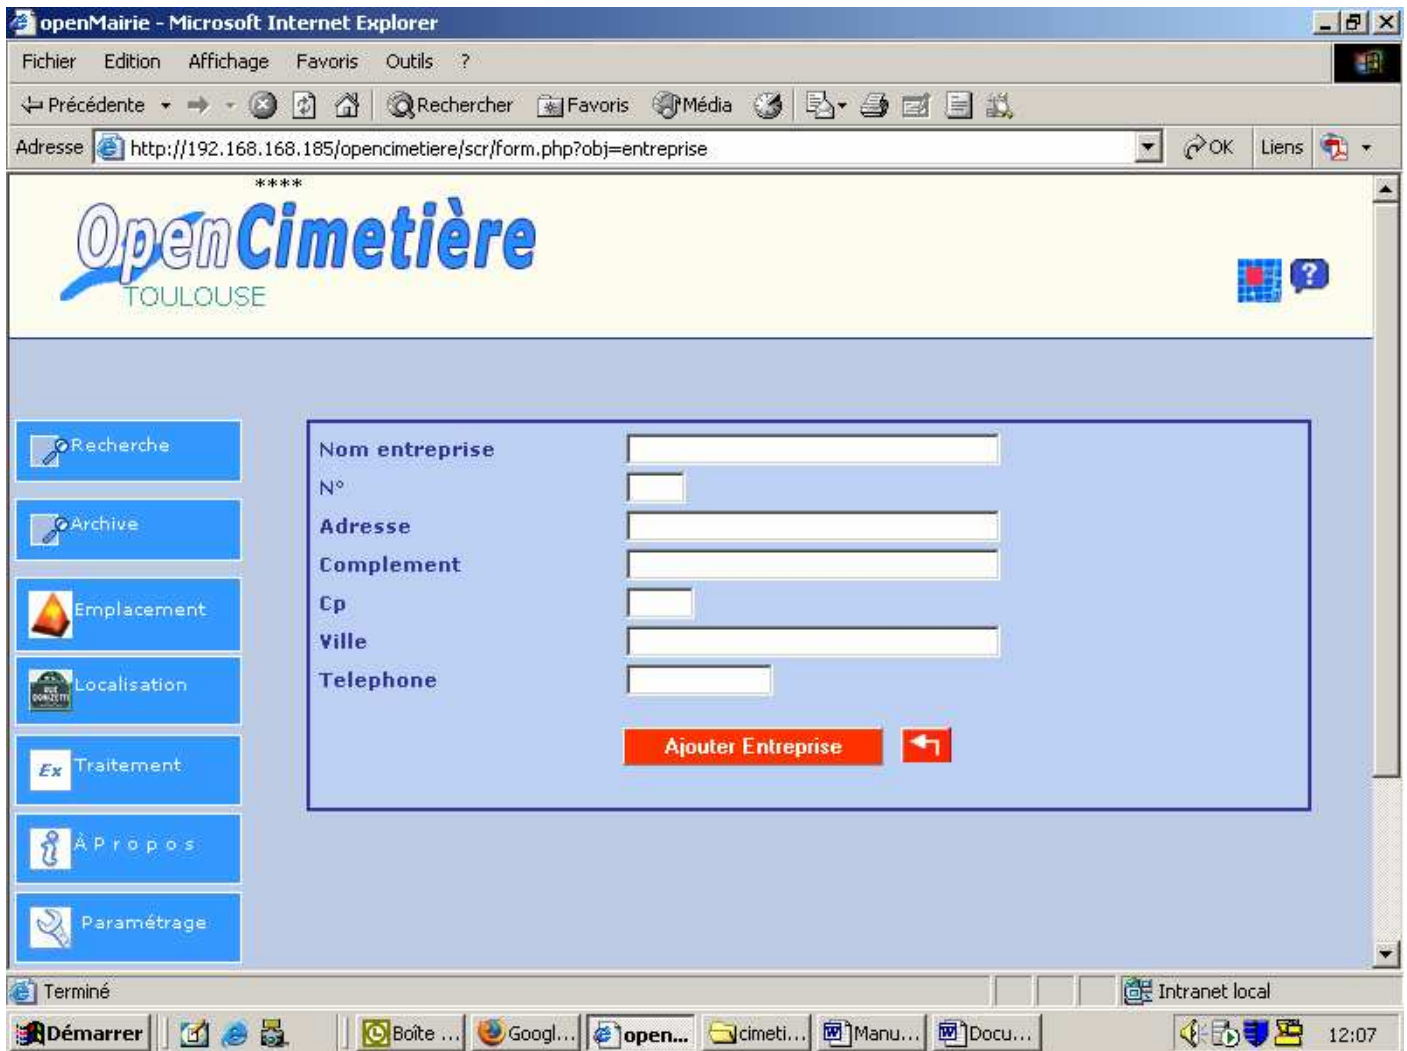 openMairie - Microsoft Internet Explorer
Fichier Edition Affichage Favoris Outils ?
Précédente Rechercher Favoris Média
Adresse http://192.168.168.185/opencimetiere/scr/form.php?obj=entreprise OK Liens
****
OpenCimetière
TOULOUSE
?
Recherche
Archive
Emplacement
Localisation
Ex Traitement
À Propos
Paramétrage
Nom entreprise
N°
Adresse
Complement
Cp
Ville
Telephone
Ajouter Entreprise
Terminé Intranet local
Démarrer Boîte ... Googl... open... cimeti... Manu... Docu... 12:07